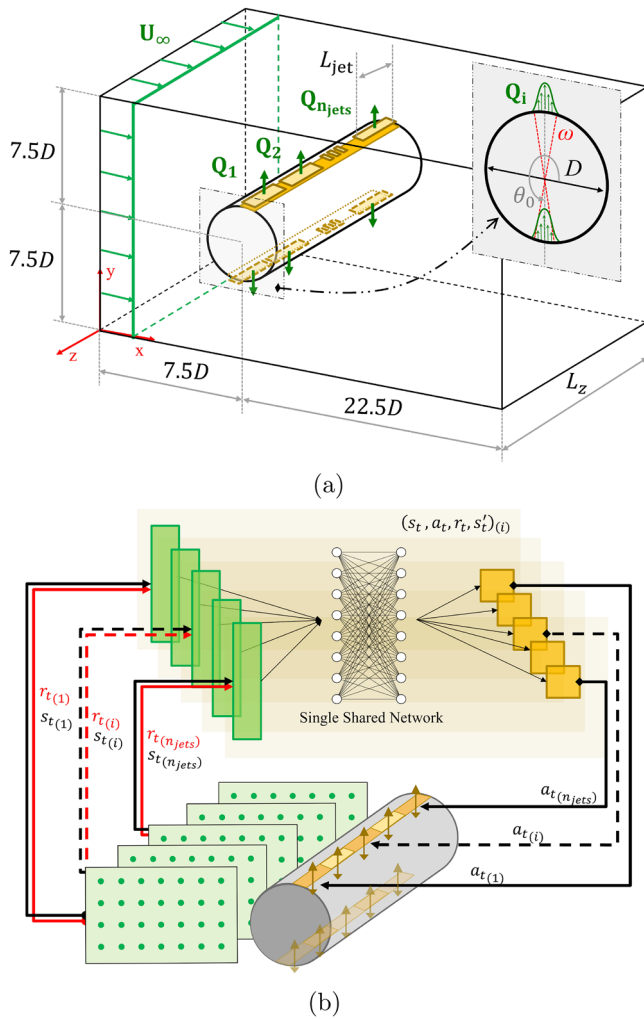 U∞
L_jet
Q_n_jets
Q_i
ω
Q_2
Q_1
D
θ_0
7.5D
7.5D
y
z
x
7.5D
22.5D
L_z
(a)
(s_t, a_t, r_t, s'_t)_(i)
Single Shared Network
r_t(1)
s_t(1)
r_t(i)
s_t(i)
r_t(n_jets)
s_t(n_jets)
a_t(n_jets)
a_t(i)
a_t(1)
(b)